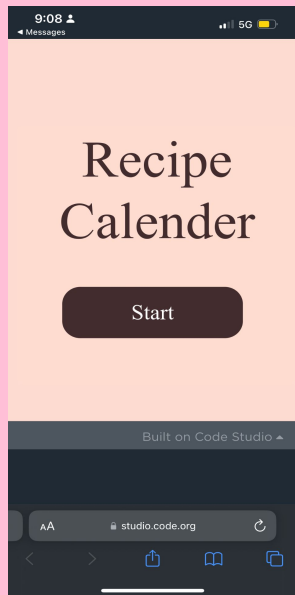 9:08
5G
◀ Messages
Recipe
Calender
Start
Built on Code Studio
AA
studio.code.org